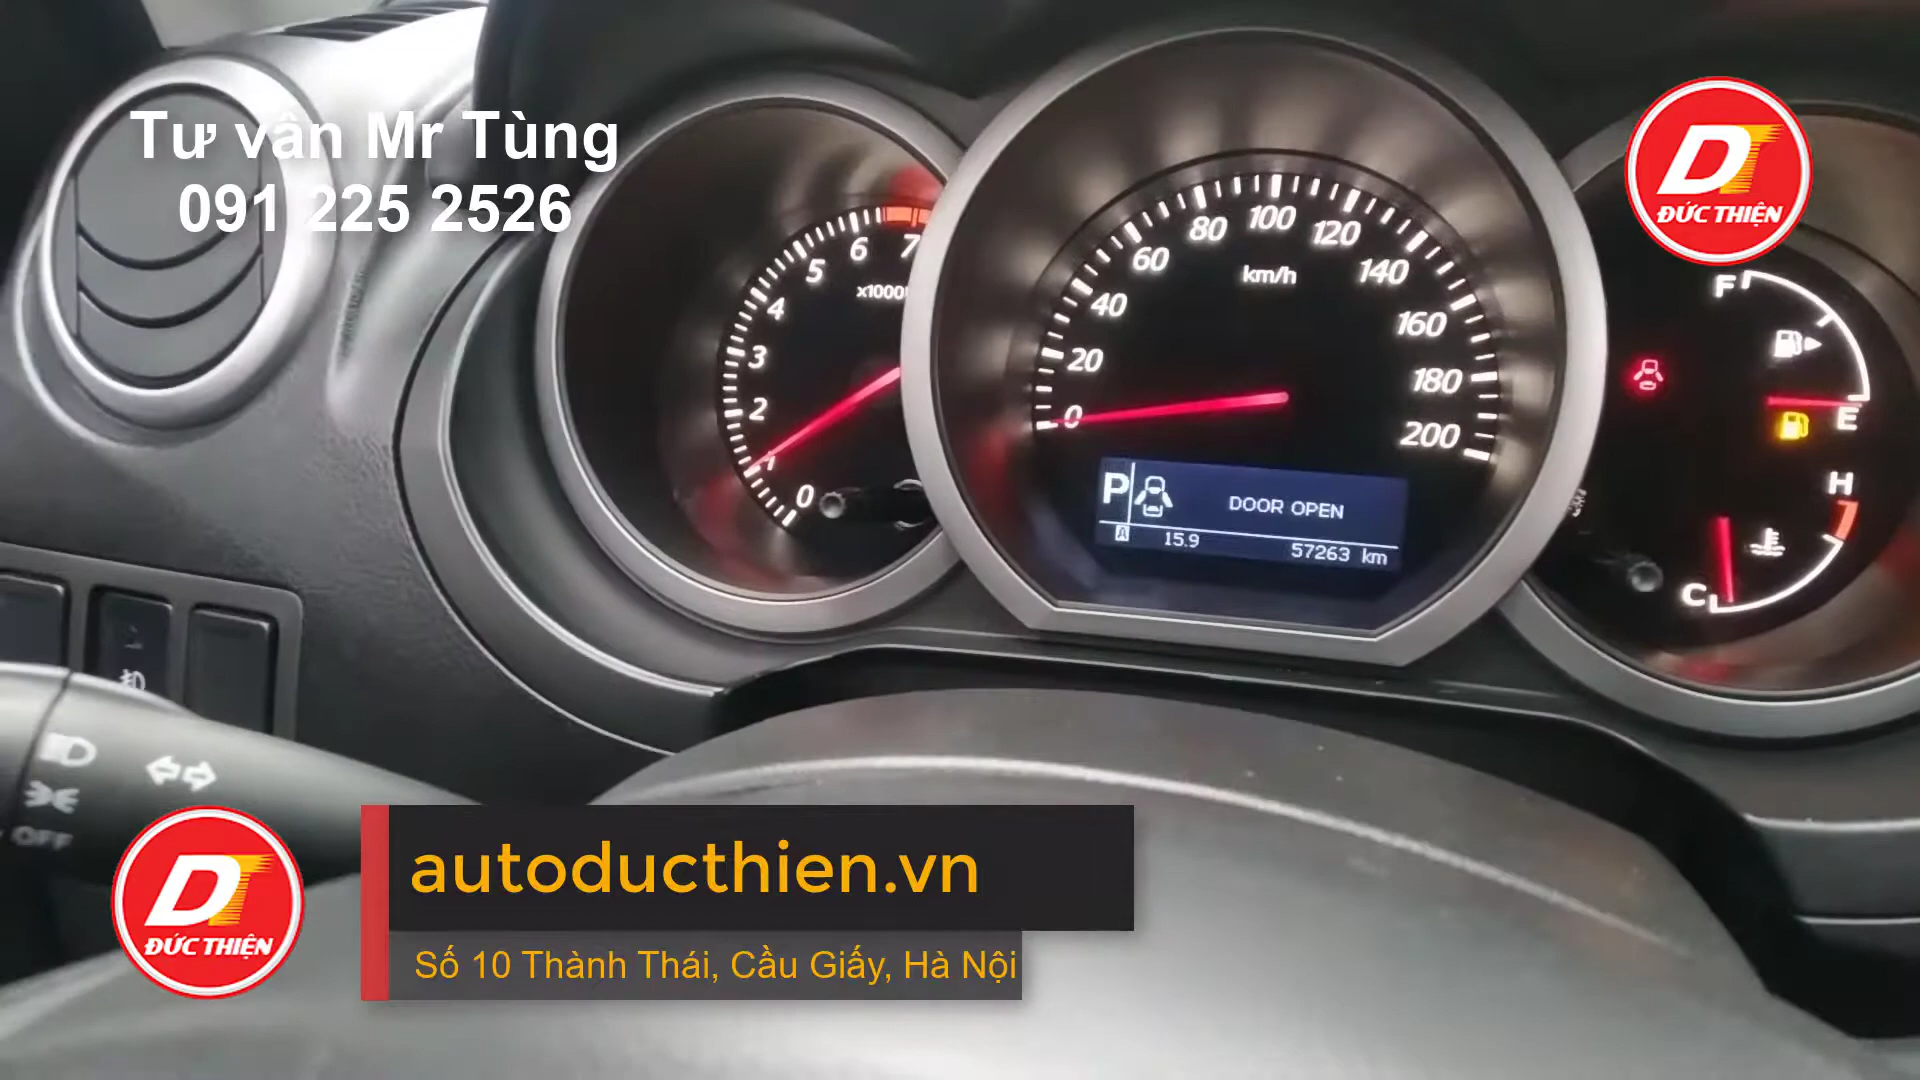 Tư vấn Mr Tùng
091 225 2526
ĐỨC THIỆN
7
6
5
4
3
2
1
0
x1000
0
20
40
60
80
100
120
140
160
180
200
km/h
P
DOOR OPEN
A 15.9 57263 km
F
E
H
C
OFF
DT
ĐỨC THIỆN
autoducthien.vn
Số 10 Thành Thái, Cầu Giấy, Hà Nội